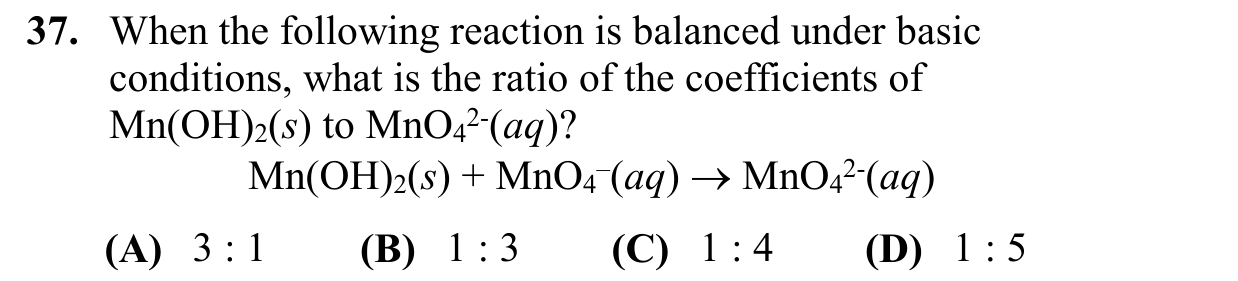 37. When the following reaction is balanced under basic
conditions, what is the ratio of the coefficients of
Mn(OH)₂(s) to MnO₄²⁻(aq)?
Mn(OH)₂(s) + MnO₄⁻(aq) → MnO₄²⁻(aq)
(A) 3 : 1 (B) 1 : 3 (C) 1 : 4 (D) 1 : 5